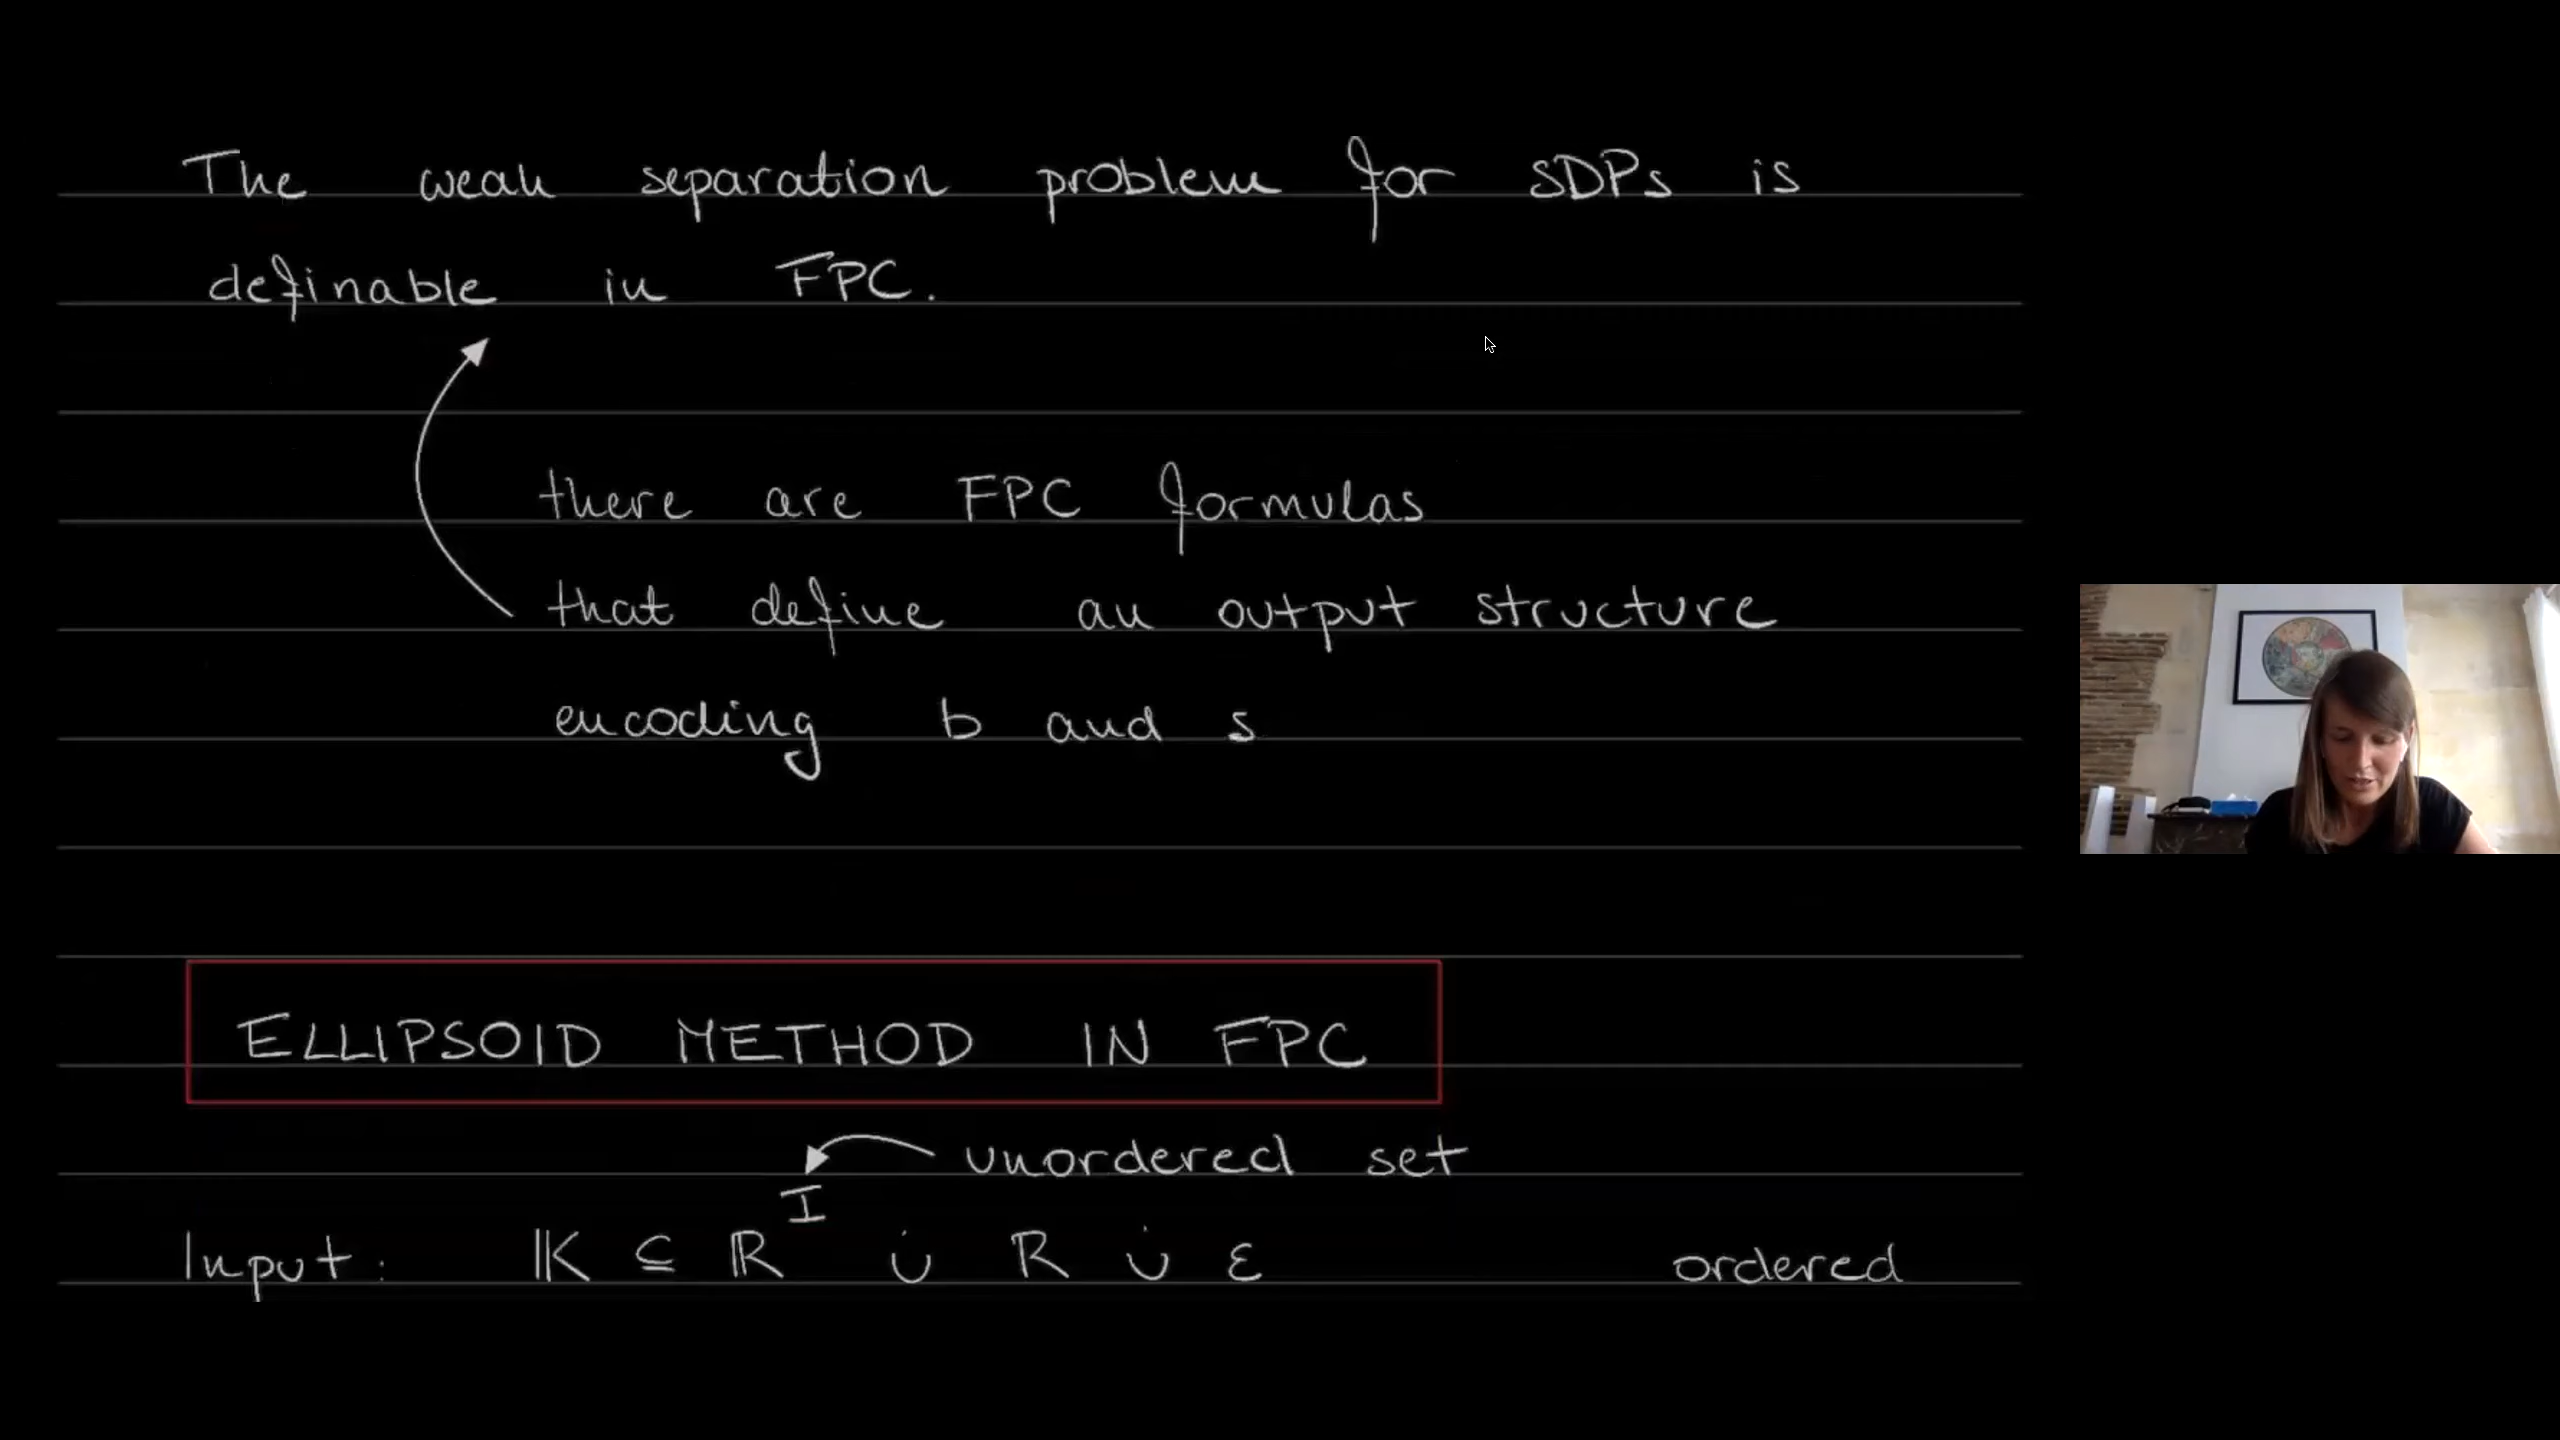 The weak separation problem for SDPs is
definable in FPC.
there are FPC formulas
that define an output structure
encoding b and s
ELLIPSOID METHOD IN FPC
unordered set
I
Input: 𝕂 ⊆ ℝ ∪̇ R ∪̇ ε ordered